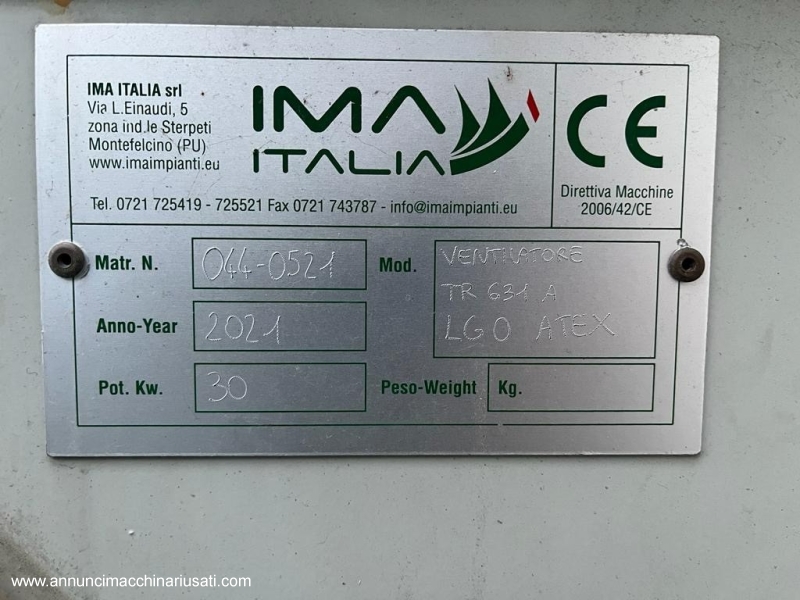 IMA ITALIA srl
Via L.Einaudi, 5
zona ind.le Sterpeti
Montefelcino (PU)
www.imaimpianti.eu
IMA
ITALIA
Tel. 0721 725419 - 725521 Fax 0721 743787 - info@imaimpianti.eu
CE
Direttiva Macchine
2006/42/CE
Matr. N. 044-0521
Mod. VENTILATORE
TR 631 A
LG0 ATEX
Anno-Year 2021
Pot. Kw. 30
Peso-Weight Kg.
www.annuncimacchinariusati.com